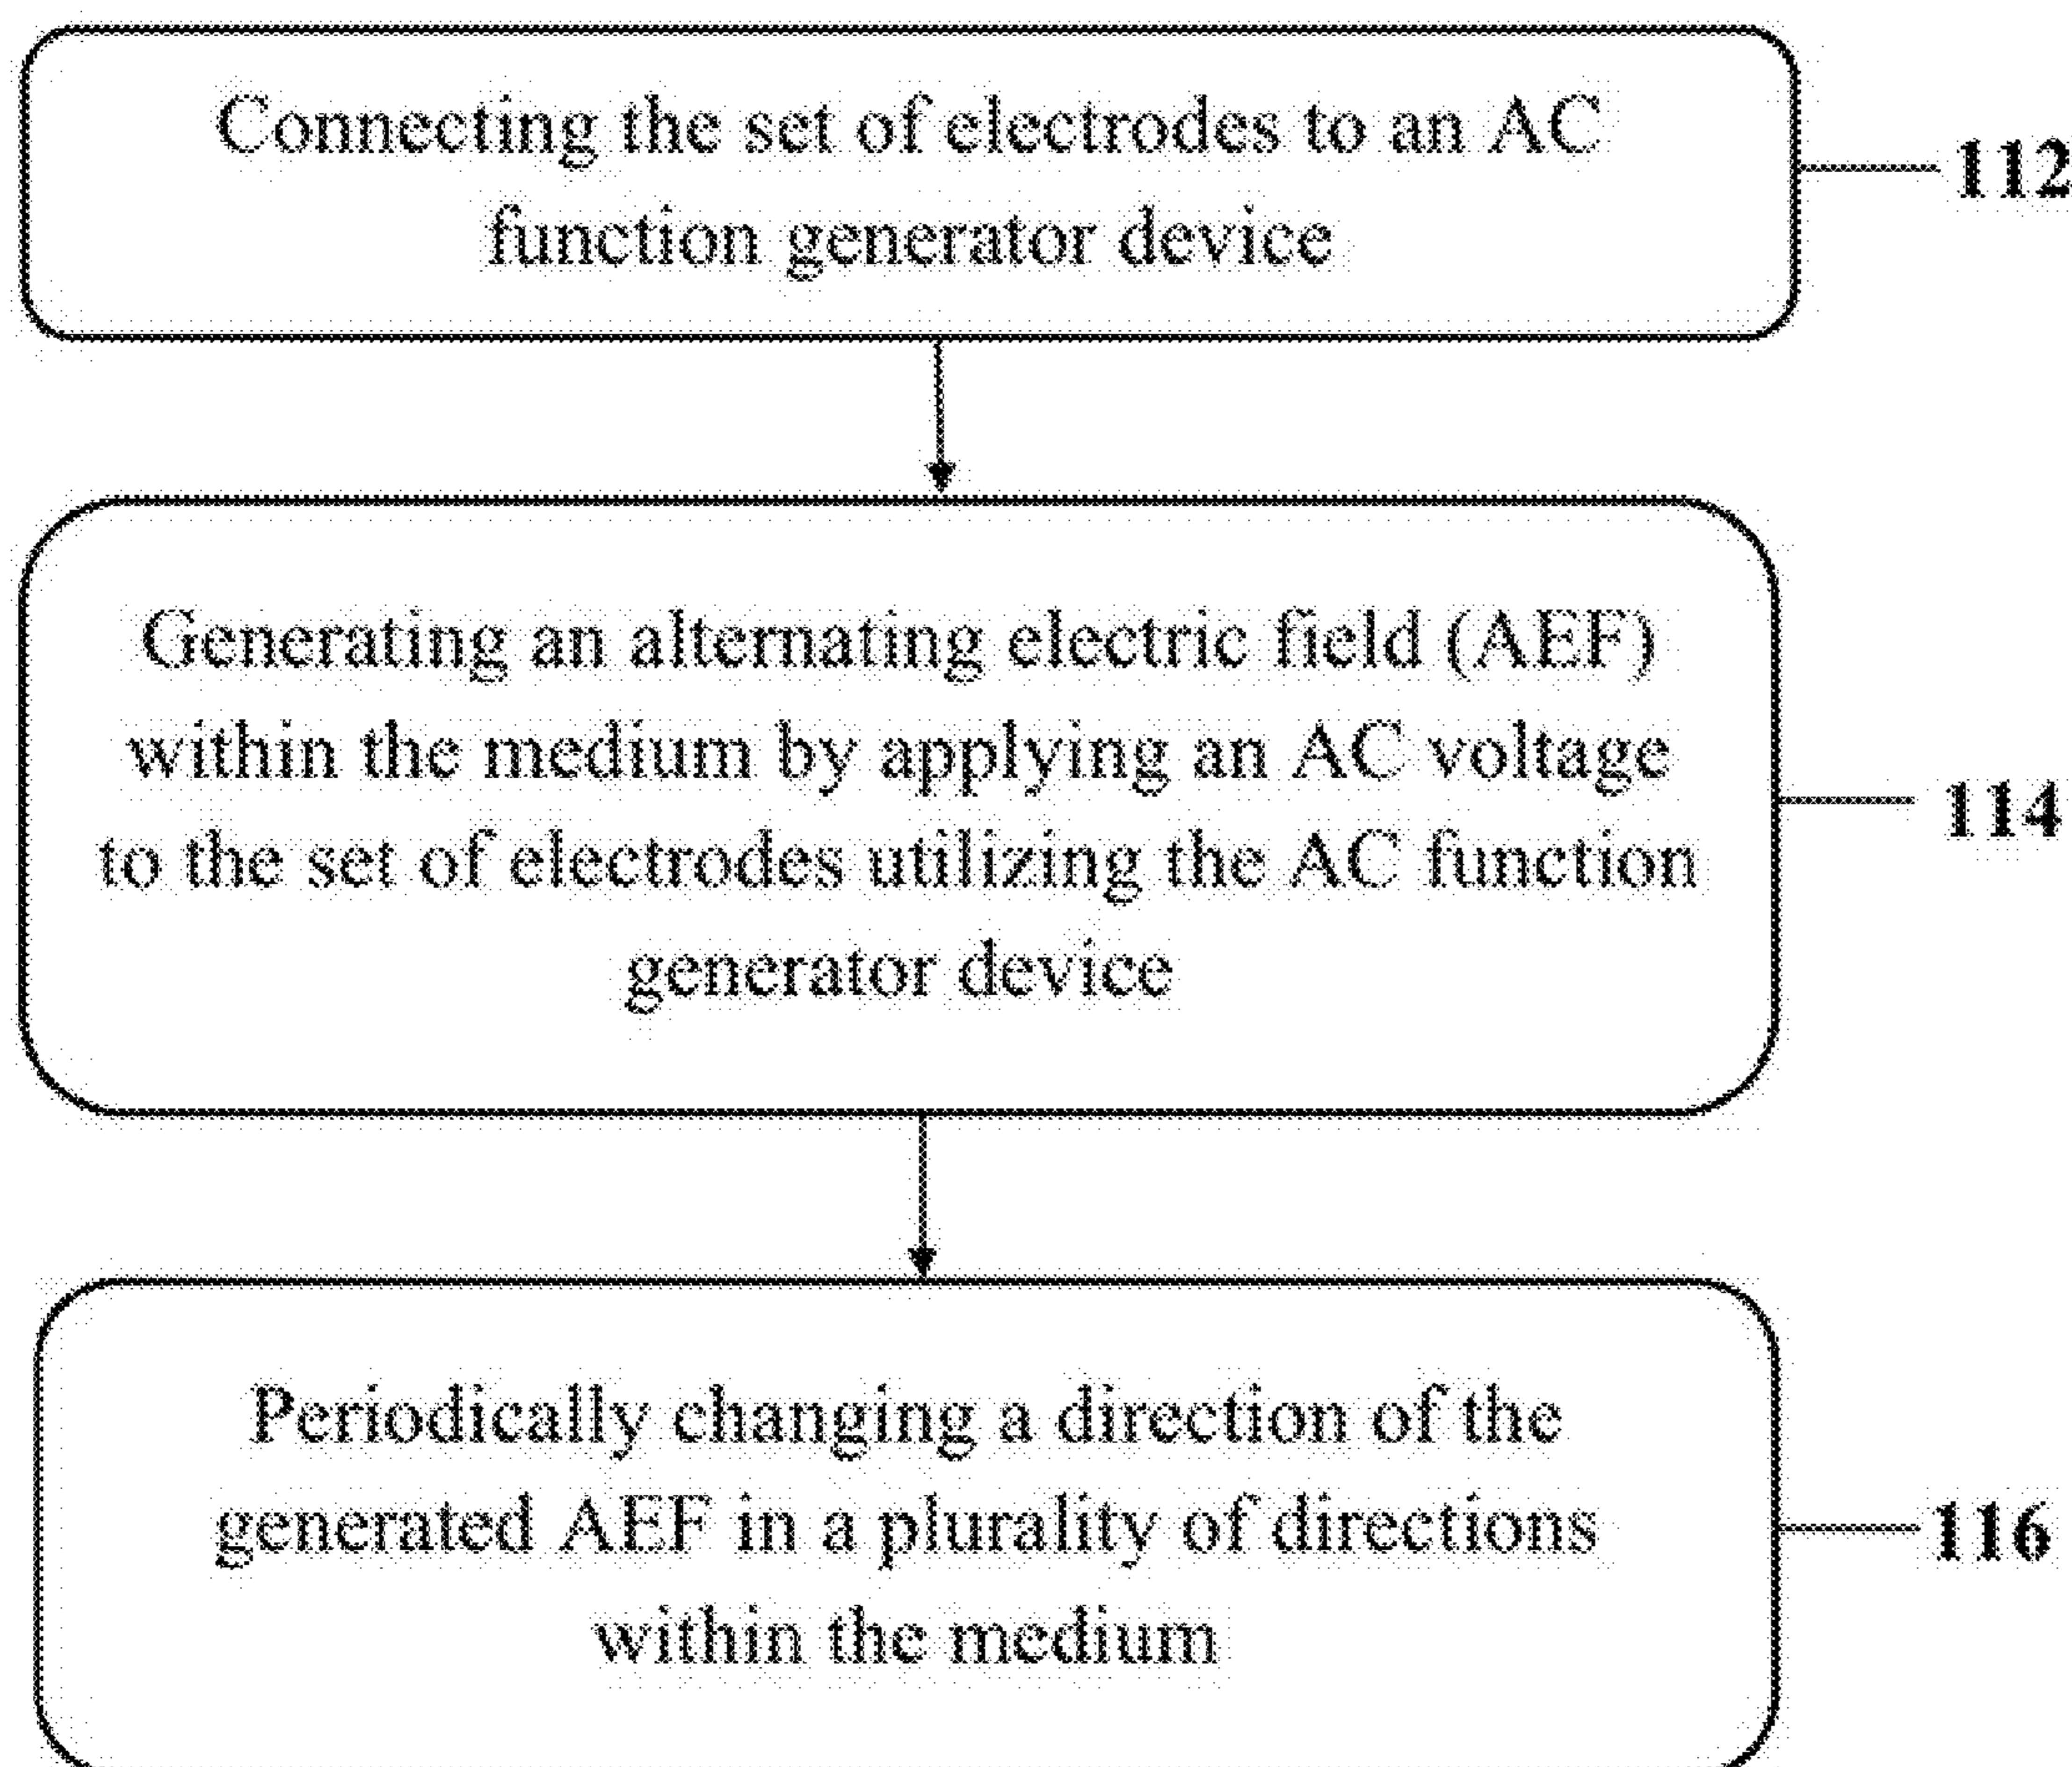 Connecting the set of electrodes to an AC
function generator device
112
Generating an alternating electric field (AEF)
within the medium by applying an AC voltage
to the set of electrodes utilizing the AC function
generator device
114
Periodically changing a direction of the
generated AEF in a plurality of directions
within the medium
116